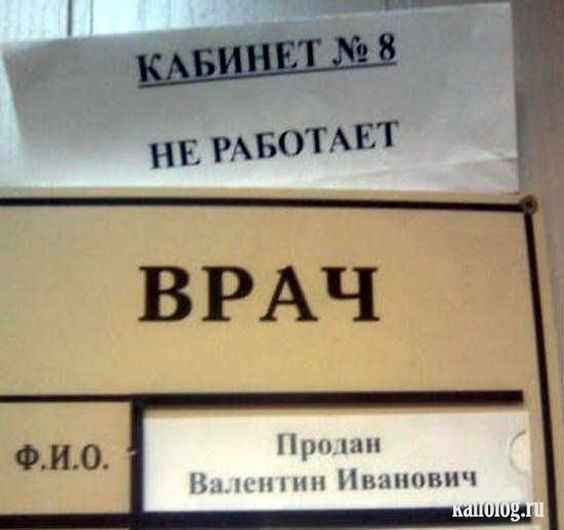 КАБИНЕТ № 8
НЕ РАБОТАЕТ
ВРАЧ
Ф.И.О.
Продан
Валентин Иванович
kaifolog.ru